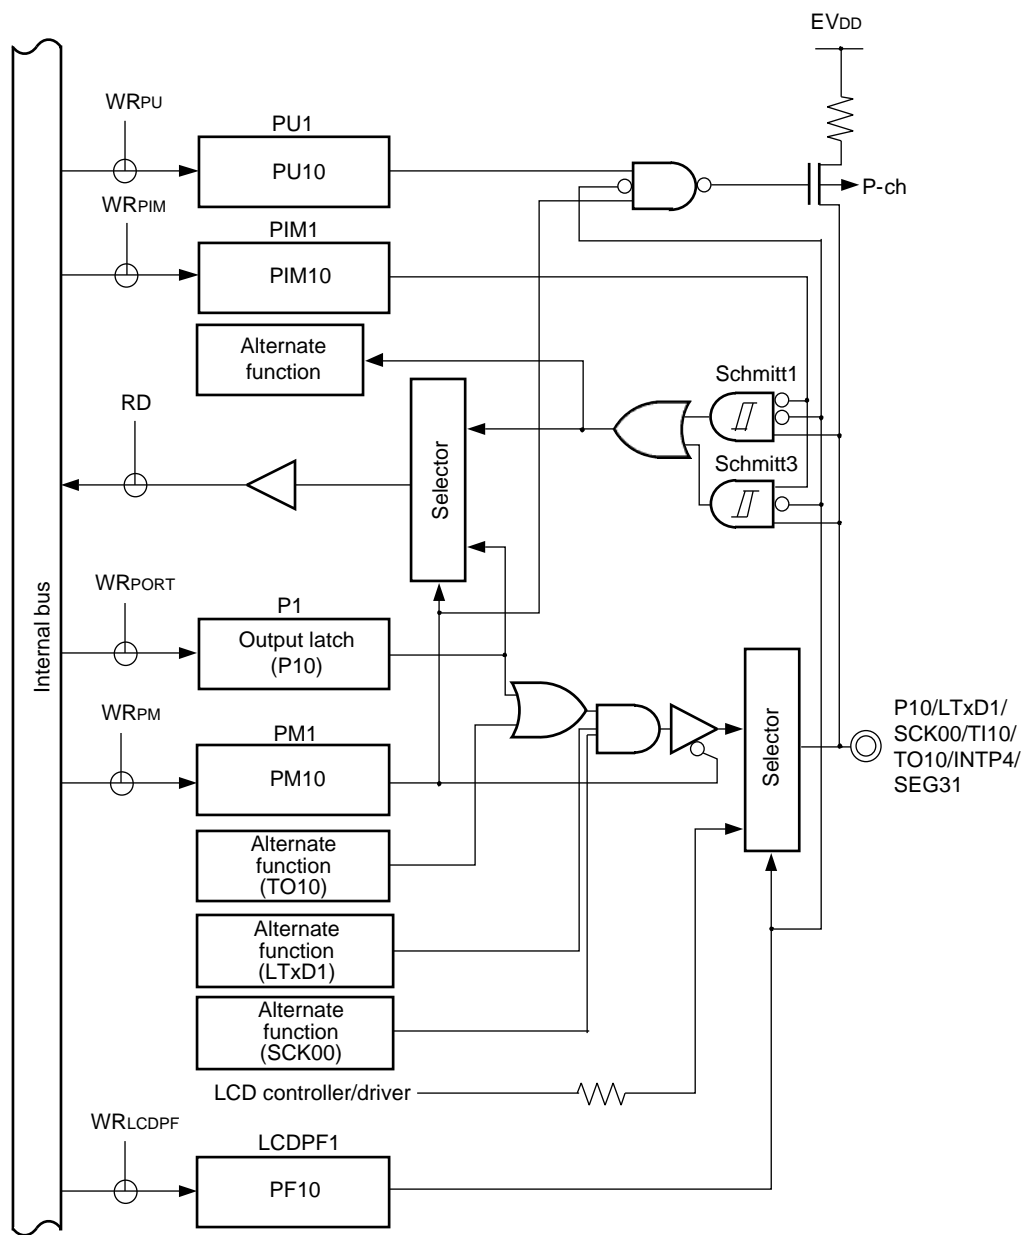 EVDD
WRPU
PU1
PU10
P-ch
WRPIM
PIM1
PIM10
Alternate
function
Schmitt1
RD
Selector
Schmitt3
Internal bus
WRPORT
P1
Output latch
(P10)
WRPM
PM1
PM10
Selector
P10/LTxD1/
SCK00/TI10/
TO10/INTP4/
SEG31
Alternate
function
(TO10)
Alternate
function
(LTxD1)
Alternate
function
(SCK00)
LCD controller/driver
WRLCDPF
LCDPF1
PF10